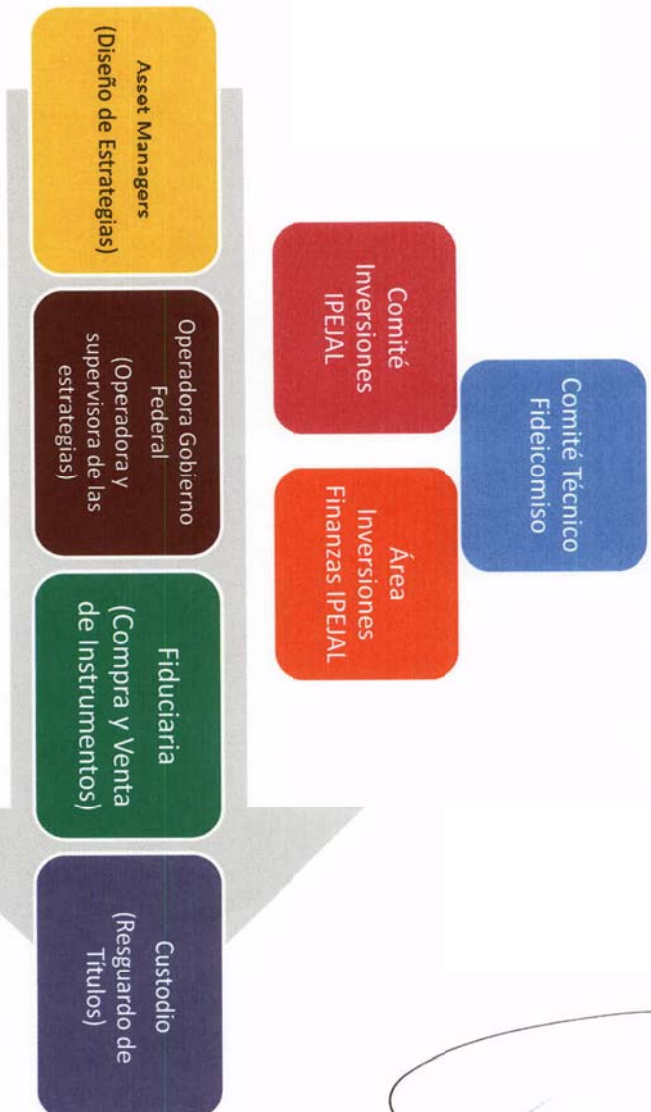 Comité Técnico
Fideicomiso
Comité
Inversiones
IPEJAL
Área
Inversiones
Finanzas IPEJAL
Asset Managers
(Diseño de Estrategias)
Operadora Gobierno
Federal
(Operadora y
supervisora de las
estrategias)
Fiduciaria
(Compra y Venta
de Instrumentos)
Custodio
(Resguardo de
Títulos)